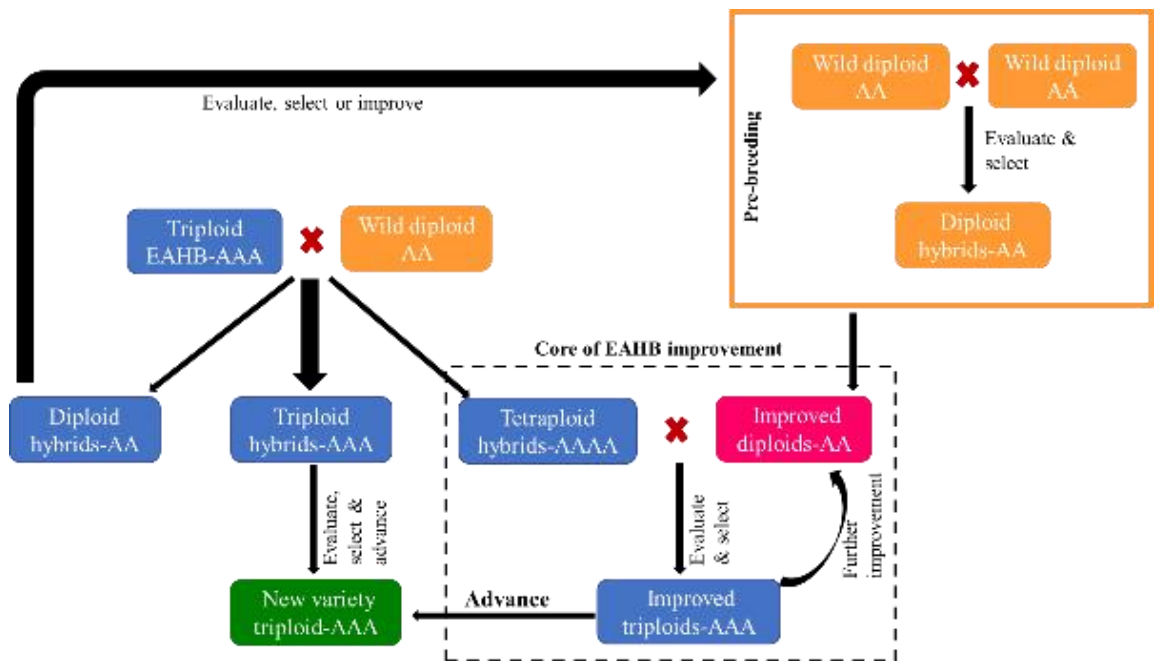 Wild diploid
AA
Wild diploid
AA
Evaluate, select or improve
Pre-breeding
Evaluate &
select
Diploid
hybrids-AA
Triploid
EAHB-AAA
Wild diploid
AA
Core of EAHB improvement
Diploid
hybrids-AA
Triploid
hybrids-AAA
Tetraploid
hybrids-AAAA
Improved
diploids-AA
Evaluate,
select &
advance
Evaluate
& select
Further
improvement
New variety
triploid-AAA
Advance
Improved
triploids-AAA